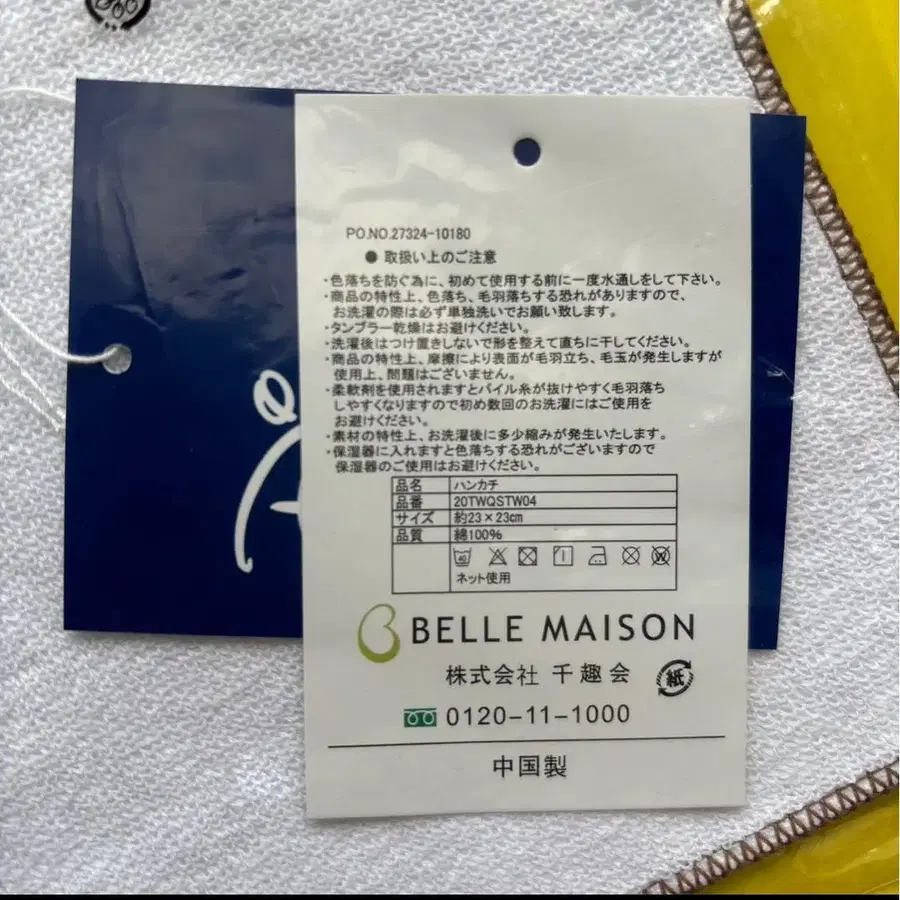 PO.NO.27324-10180
● 取扱い上のご注意
・色落ちを防ぐ為に、初めて使用する前に一度水通しをして下さい。
・商品の特性上、色落ち、毛羽落ちする恐れがありますので、
お洗濯の際は必ず単独洗いでお願い致します。
・タンブラー乾燥はお避けください。
・洗濯後はつけ置きしないで形を整えて直ちに干してください。
・商品の特性上、摩擦により表面が毛羽立ち、毛玉が発生しますが
使用上、問題はございません。
・柔軟剤を使用されますとパイル糸が抜けやすく毛羽落ち
しやすくなりますので初め数回のお洗濯にはご使用を
お避けください。
・素材の特性上、お洗濯後に多少縮みが発生いたします。
・保湿器に入れますと色落ちする恐れがございますので
保湿器のご使用はお避けください。
品名 ハンカチ
品番 20TWQSTW04
サイズ 約23×23㎝
品質 綿100%
40
ネット使用
BELLE MAISON
株式会社 千趣会 紙
0120-11-1000
中国製